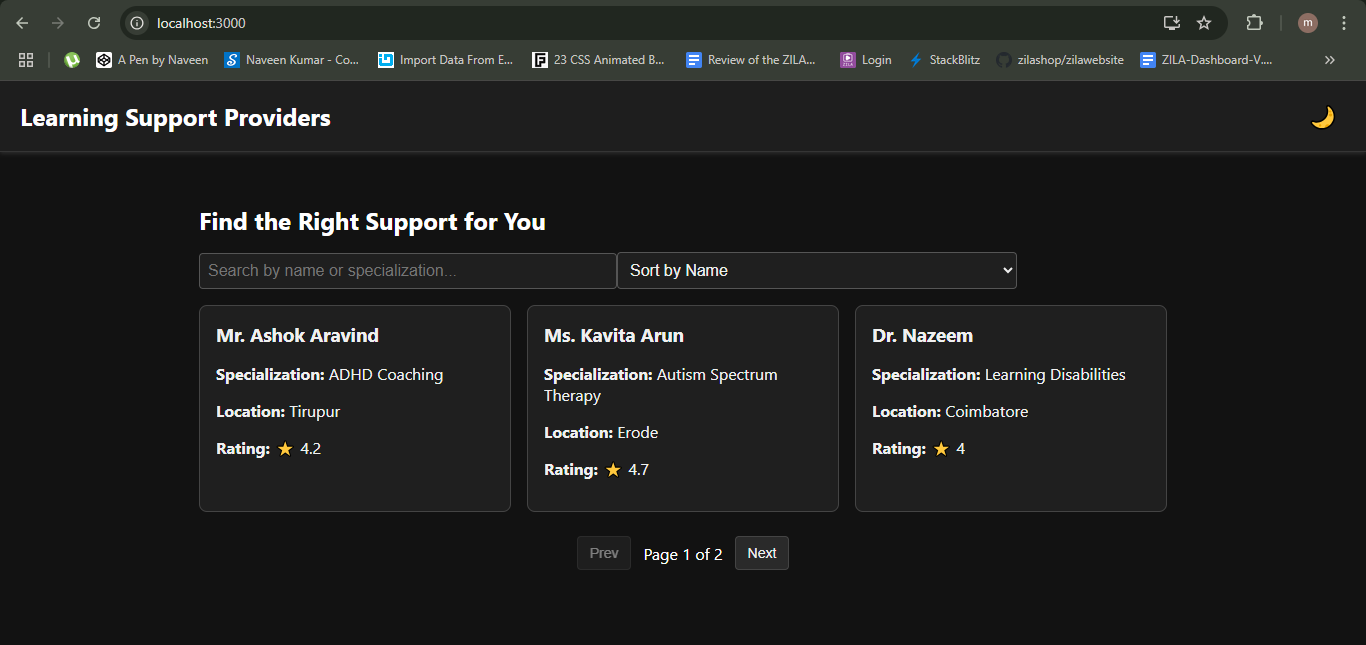 localhost:3000
m
A Pen by Naveen
Naveen Kumar - Co...
Import Data From E...
23 CSS Animated B...
Review of the ZILA...
Login
StackBlitz
zilashop/zilawebsite
ZILA-Dashboard-V....
Learning Support Providers
Find the Right Support for You
Search by name or specialization...
Sort by Name
Mr. Ashok Aravind
Specialization: ADHD Coaching
Location: Tirupur
Rating: ⭐ 4.2
Ms. Kavita Arun
Specialization: Autism Spectrum
Therapy
Location: Erode
Rating: ⭐ 4.7
Dr. Nazeem
Specialization: Learning Disabilities
Location: Coimbatore
Rating: ⭐ 4
Prev
Page 1 of 2
Next